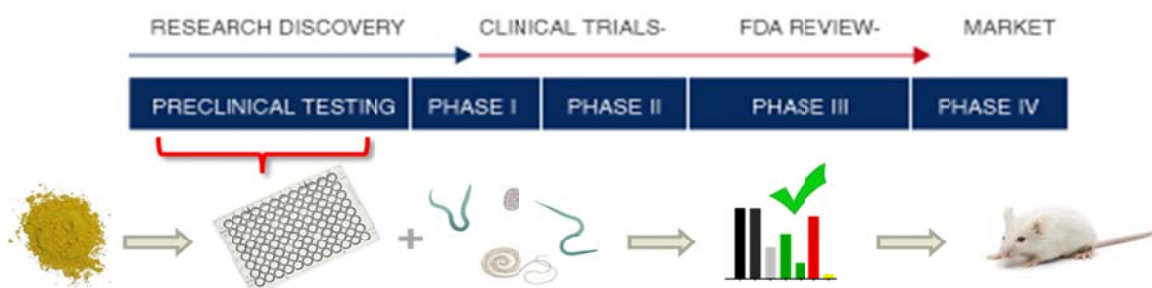 RESEARCH DISCOVERY CLINICAL TRIALS- FDA REVIEW- MARKET
PRECLINICAL TESTING PHASE I PHASE II PHASE III PHASE IV